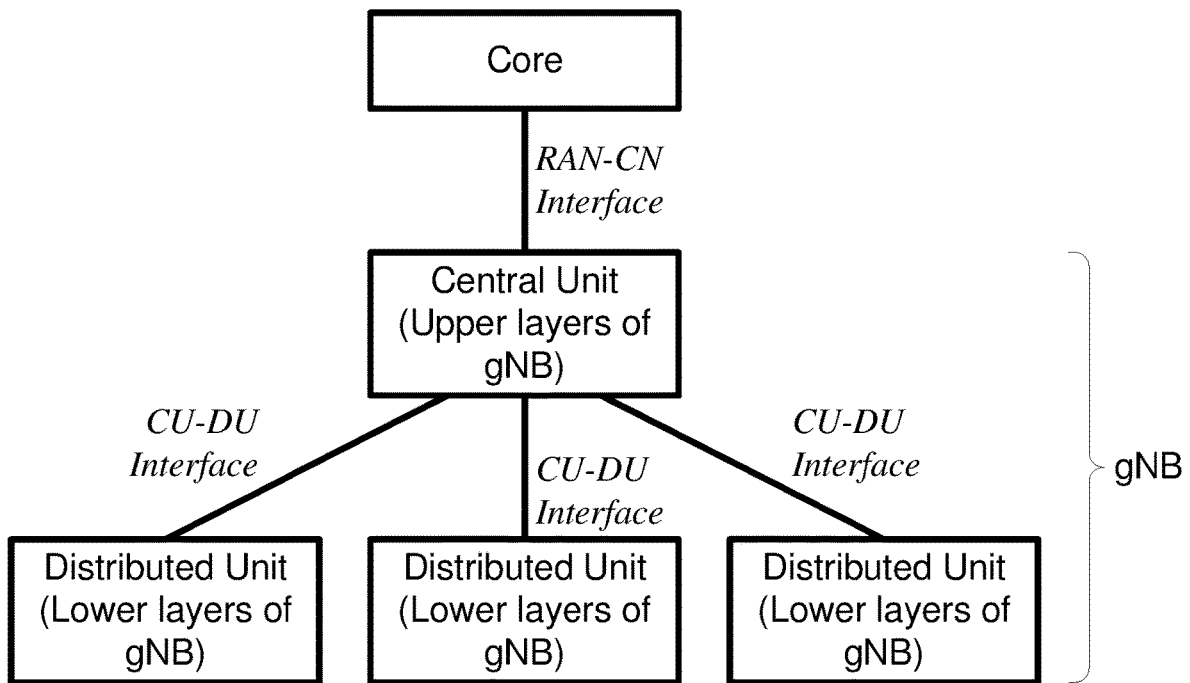 Core
RAN-CN
Interface
Central Unit
(Upper layers of
gNB)
CU-DU
Interface
CU-DU
Interface
CU-DU
Interface
gNB
Distributed Unit
(Lower layers of
gNB)
Distributed Unit
(Lower layers of
gNB)
Distributed Unit
(Lower layers of
gNB)